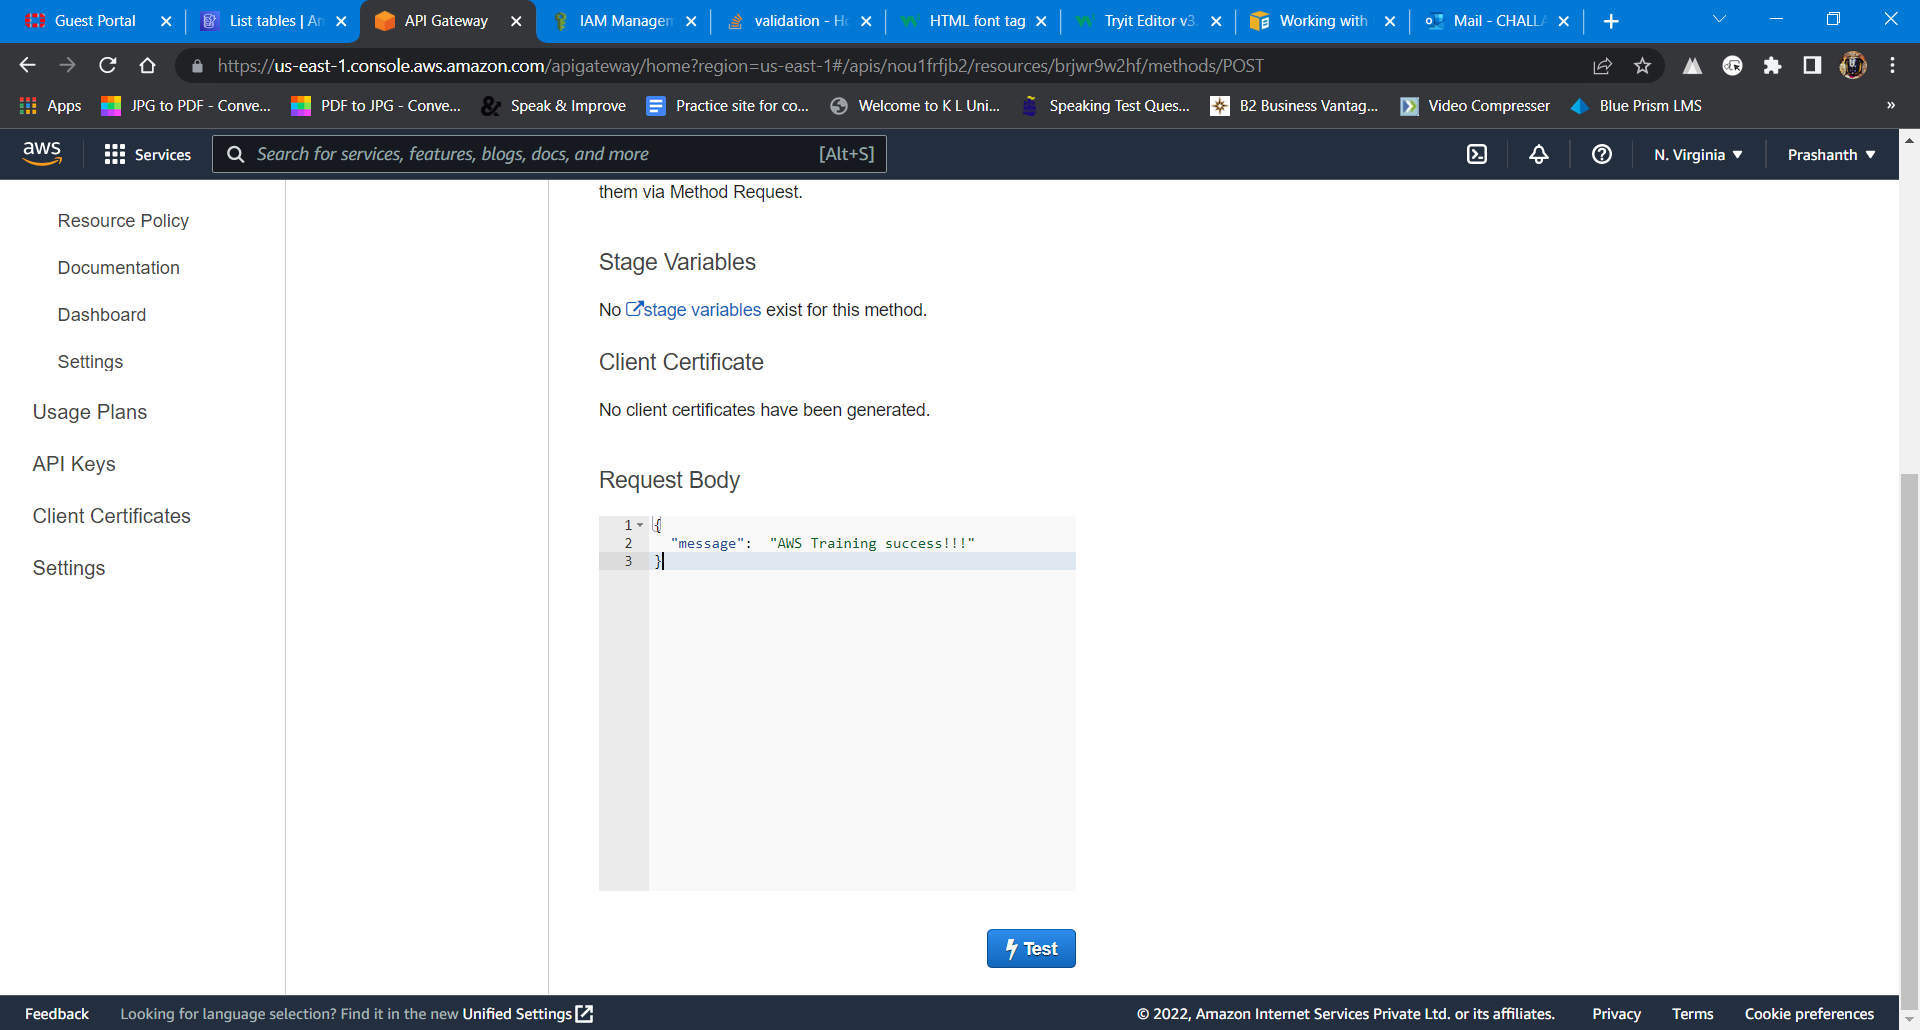 Guest Portal
List tables | Am
API Gateway
IAM Managem
validation - Ho
HTML font tag
Tryit Editor v3.
Working with
Mail - CHALLA
https://us-east-1.console.aws.amazon.com/apigateway/home?region=us-east-1#/apis/nou1frfjb2/resources/brjwr9w2hf/methods/POST
Apps
JPG to PDF - Conve...
PDF to JPG - Conve...
Speak & Improve
Practice site for co...
Welcome to K L Uni...
Speaking Test Ques...
B2 Business Vantag...
Video Compresser
Blue Prism LMS
»
aws
Services
Search for services, features, blogs, docs, and more
[Alt+S]
N. Virginia ▼
Prashanth ▼
them via Method Request.
Resource Policy
Documentation
Dashboard
Settings
Usage Plans
API Keys
Client Certificates
Settings
Stage Variables
No stage variables exist for this method.
Client Certificate
No client certificates have been generated.
Request Body
1 {
2 "message": "AWS Training success!!!"
3 }
Test
Feedback
Looking for language selection? Find it in the new Unified Settings
© 2022, Amazon Internet Services Private Ltd. or its affiliates.
Privacy
Terms
Cookie preferences